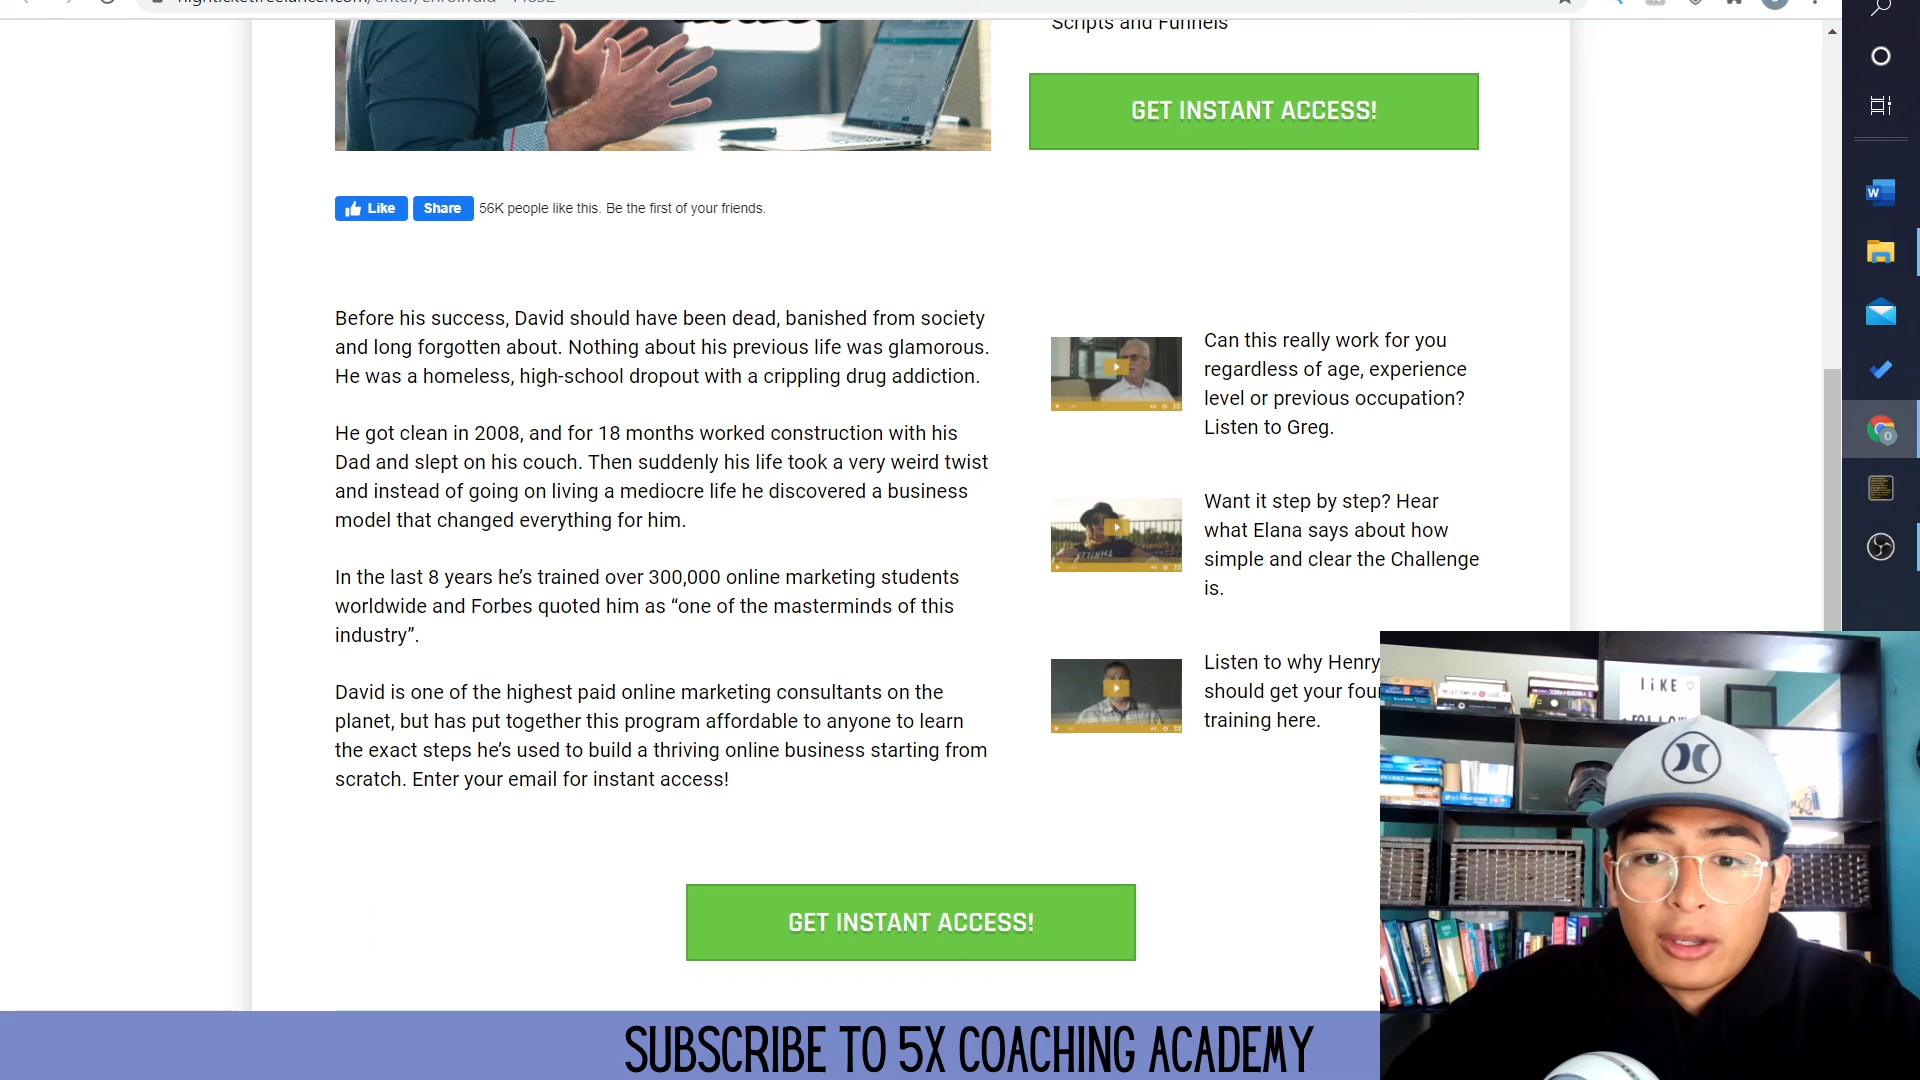 Scripts and Funnels
GET INSTANT ACCESS!
Like
Share
56K people like this. Be the first of your friends.
Before his success, David should have been dead, banished from society
and long forgotten about. Nothing about his previous life was glamorous.
He was a homeless, high-school dropout with a crippling drug addiction.
He got clean in 2008, and for 18 months worked construction with his
Dad and slept on his couch. Then suddenly his life took a very weird twist
and instead of going on living a mediocre life he discovered a business
model that changed everything for him.
In the last 8 years he’s trained over 300,000 online marketing students
worldwide and Forbes quoted him as “one of the masterminds of this
industry”.
David is one of the highest paid online marketing consultants on the
planet, but has put together this program affordable to anyone to learn
the exact steps he’s used to build a thriving online business starting from
scratch. Enter your email for instant access!
Can this really work for you
regardless of age, experience
level or previous occupation?
Listen to Greg.
Want it step by step? Hear
what Elana says about how
simple and clear the Challenge
is.
Listen to why Henry
should get your
training here.
GET INSTANT ACCESS!
LIKE
FOLLOW
SUBSCRIBE TO 5X COACHING ACADEMY